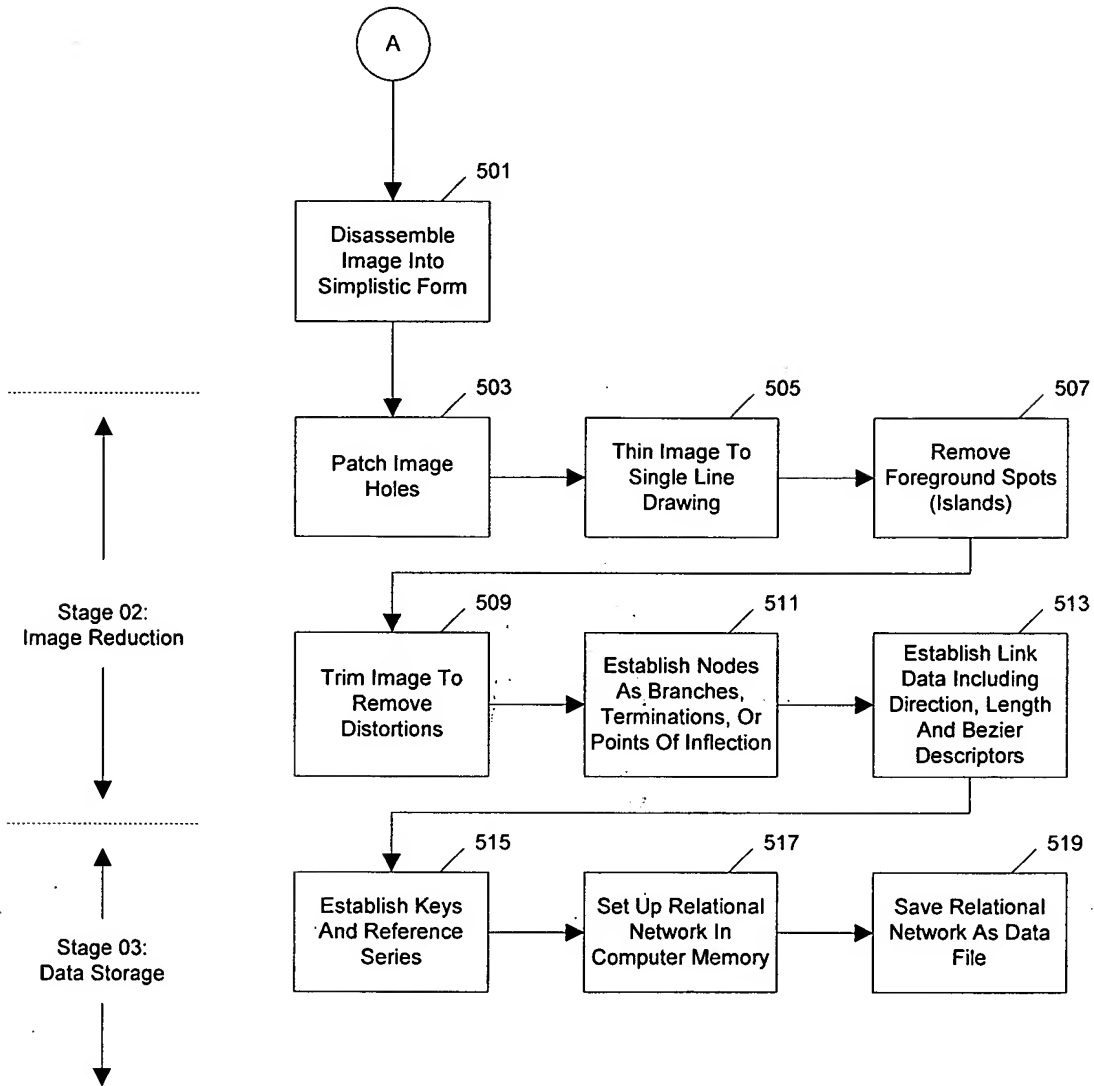 A
501
Disassemble
Image Into
Simplistic Form
503
505
507
Patch Image
Holes
Thin Image To
Single Line
Drawing
Remove
Foreground Spots
(Islands)
Stage 02:
Image Reduction
509
511
513
Trim Image To
Remove
Distortions
Establish Nodes
As Branches,
Terminations, Or
Points Of Inflection
Establish Link
Data Including
Direction, Length
And Bezier
Descriptors
515
517
519
Stage 03:
Data Storage
Establish Keys
And Reference
Series
Set Up Relational
Network In
Computer Memory
Save Relational
Network As Data
File